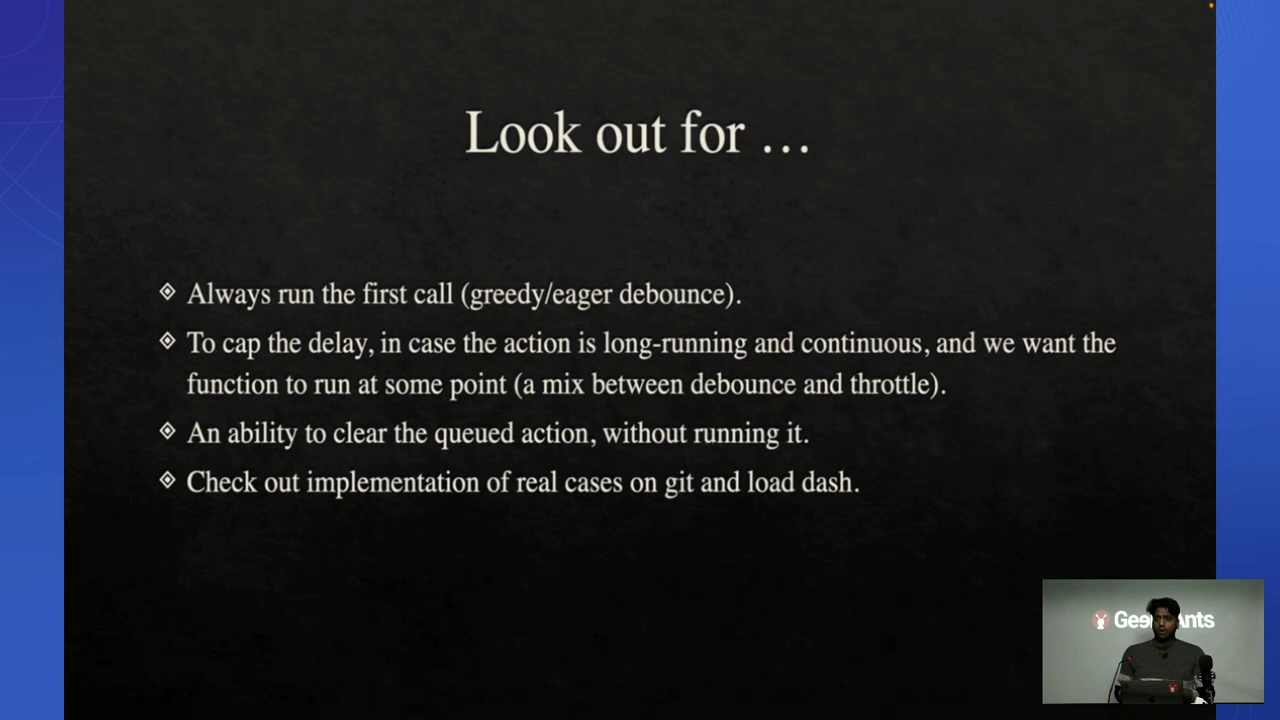 Look out for …
Always run the first call (greedy/eager debounce).
To cap the delay, in case the action is long-running and continuous, and we want the
function to run at some point (a mix between debounce and throttle).
An ability to clear the queued action, without running it.
Check out implementation of real cases on git and load dash.